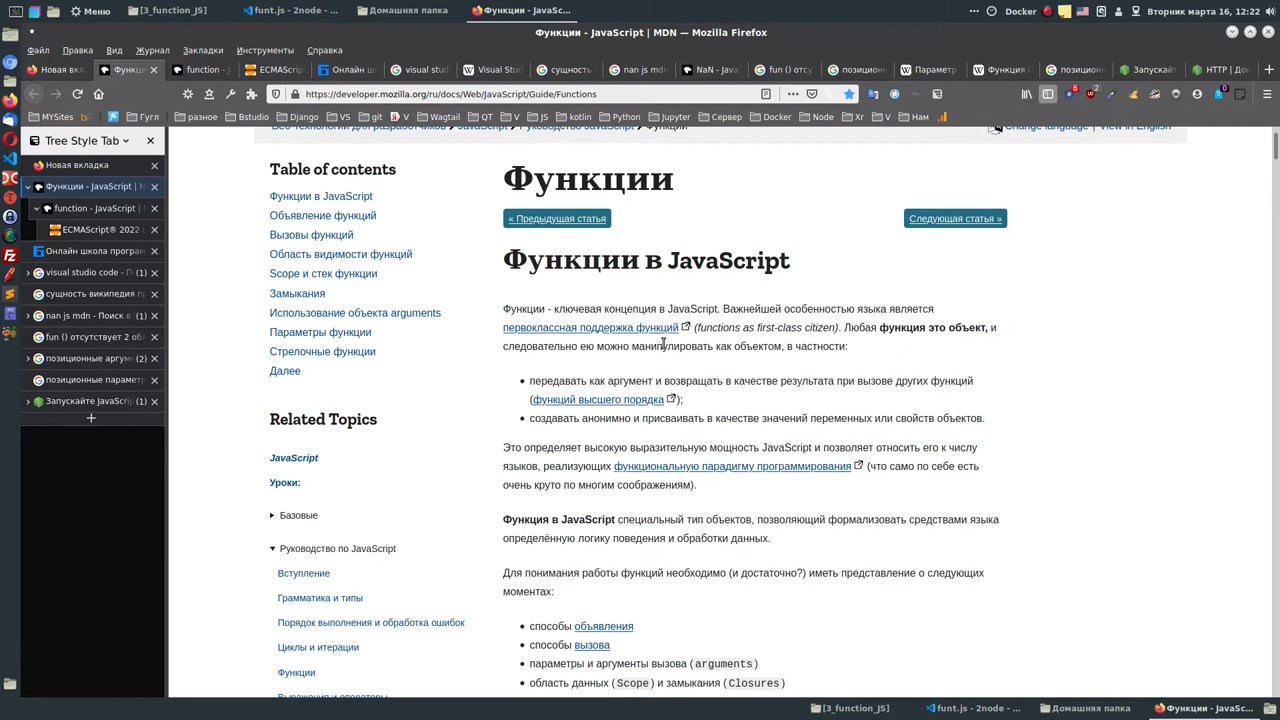 Меню
[3_function_JS]
funt.js - 2node - ...
Домашняя папка
Функции - JavaSc...
Docker
Вторник марта 16, 12:22
Функции - JavaScript | MDN — Mozilla Firefox
Файл Правка Вид Журнал Закладки Инструменты Справка
Новая вкл
Функци
function - J
ECMAScrip
Онлайн ш
visual stud
Visual St
сущность
nan js mdn
NaN - Java
fun () отсу
позицион
Параметр
Функция (
позицион
Запускайт
HTTP | До
https://developer.mozilla.org/ru/docs/Web/JavaScript/Guide/Functions
8
2
0
MYSites
Гугл
разное
Bstudio
Django
VS
git
Rea
V
Wagtail
QT
JS
kotlin
Python
Jupyter
Сервер
Docker
Node
Xr
V
Нам
Веб-технологии для разработчиков
JavaScript
Руководство JavaScript
Функции
Change language | View in English
Tree Style Tab
Новая вкладка
Функции - JavaScript | M
function - JavaScript |
ECMAScript® 2022 L
Онлайн школа програм
visual studio code - П (1)
сущность википедия п
nan js mdn - Поиск в (1)
fun () отсутствует 2 об
позиционные аргум (2)
позиционные парамет
Запускайте JavaScri (1)
Table of contents
Функции в JavaScript
Объявление функций
Вызовы функций
Область видимости функций
Scope и стек функции
Замыкания
Использование объекта arguments
Параметры функции
Стрелочные функции
Далее
Related Topics
JavaScript
Уроки:
Базовые
Руководство по JavaScript
Вступление
Грамматика и типы
Порядок выполнения и обработка ошибок
Циклы и итерации
Функции
Выражения и операторы
Функции
« Предыдущая статья
Следующая статья »
Функции в JavaScript
Функции - ключевая концепция в JavaScript. Важнейшей особенностью языка является
первоклассная поддержка функций (functions as first-class citizen). Любая функция это объект, и
следовательно ею можно манипулировать как объектом, в частности:
передавать как аргумент и возвращать в качестве результата при вызове других функций
(функций высшего порядка);
создавать анонимно и присваивать в качестве значений переменных или свойств объектов.
Это определяет высокую выразительную мощность JavaScript и позволяет относить его к числу
языков, реализующих функциональную парадигму программирования (что само по себе есть
очень круто по многим соображениям).
Функция в JavaScript специальный тип объектов, позволяющий формализовать средствами языка
определённую логику поведения и обработки данных.
Для понимания работы функций необходимо (и достаточно?) иметь представление о следующих
моментах:
способы объявления
способы вызова
параметры и аргументы вызова (arguments)
область данных (Scope) и замыкания (Closures)
[3_function_JS]
funt.js - 2node - ...
Домашняя папка
Функции - JavaSc...